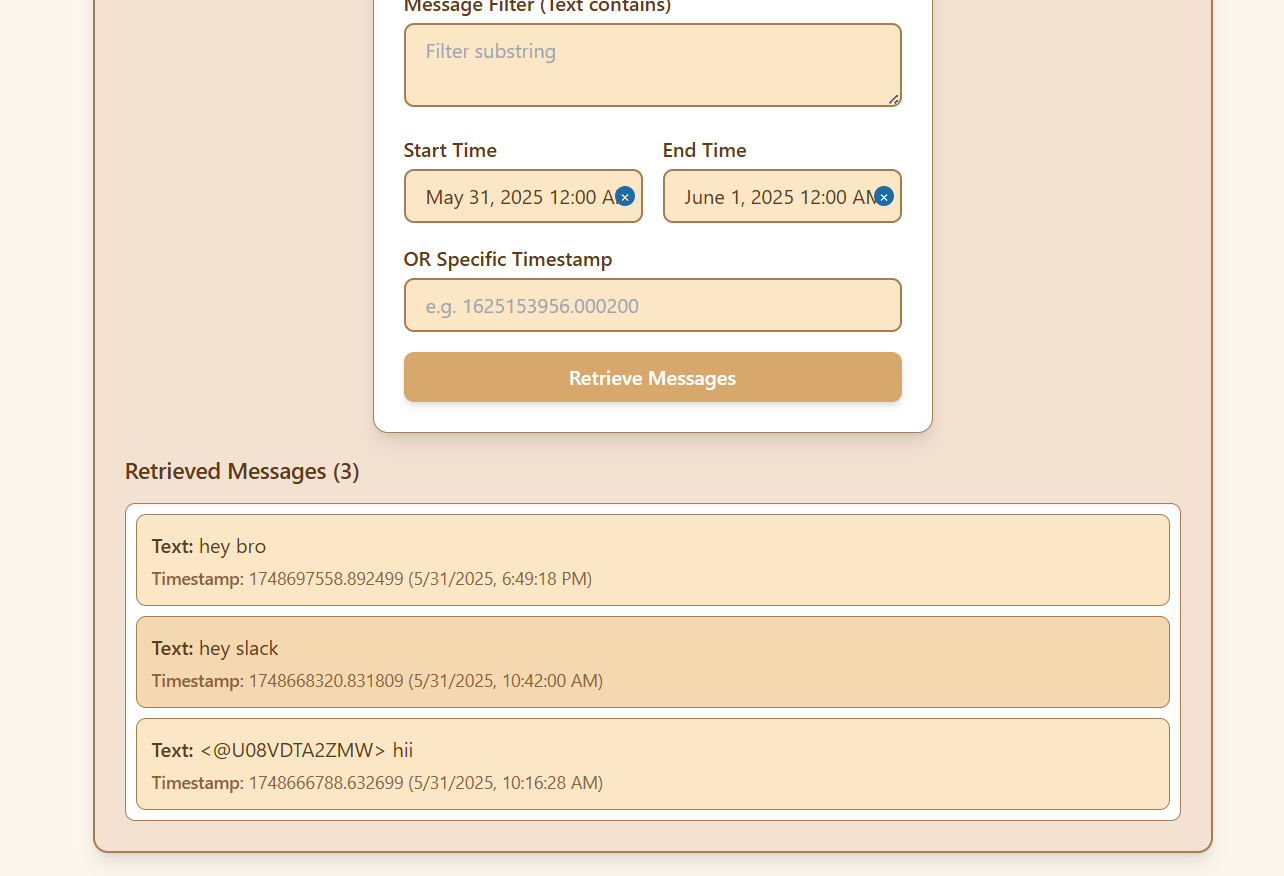 Message Filter (Text contains)
Filter substring
Start Time
End Time
May 31, 2025 12:00 A
June 1, 2025 12:00 AM
OR Specific Timestamp
e.g. 1625153956.000200
Retrieve Messages
Retrieved Messages (3)
Text: hey bro
Timestamp: 1748697558.892499 (5/31/2025, 6:49:18 PM)
Text: hey slack
Timestamp: 1748668320.831809 (5/31/2025, 10:42:00 AM)
Text: <@U08VDTA2ZMW> hii
Timestamp: 1748666788.632699 (5/31/2025, 10:16:28 AM)